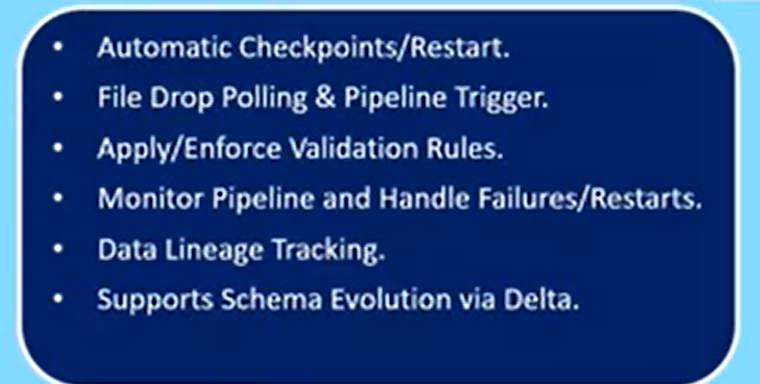 • Automatic Checkpoints/Restart.
• File Drop Polling & Pipeline Trigger.
• Apply/Enforce Validation Rules.
• Monitor Pipeline and Handle Failures/Restarts.
• Data Lineage Tracking.
• Supports Schema Evolution via Delta.